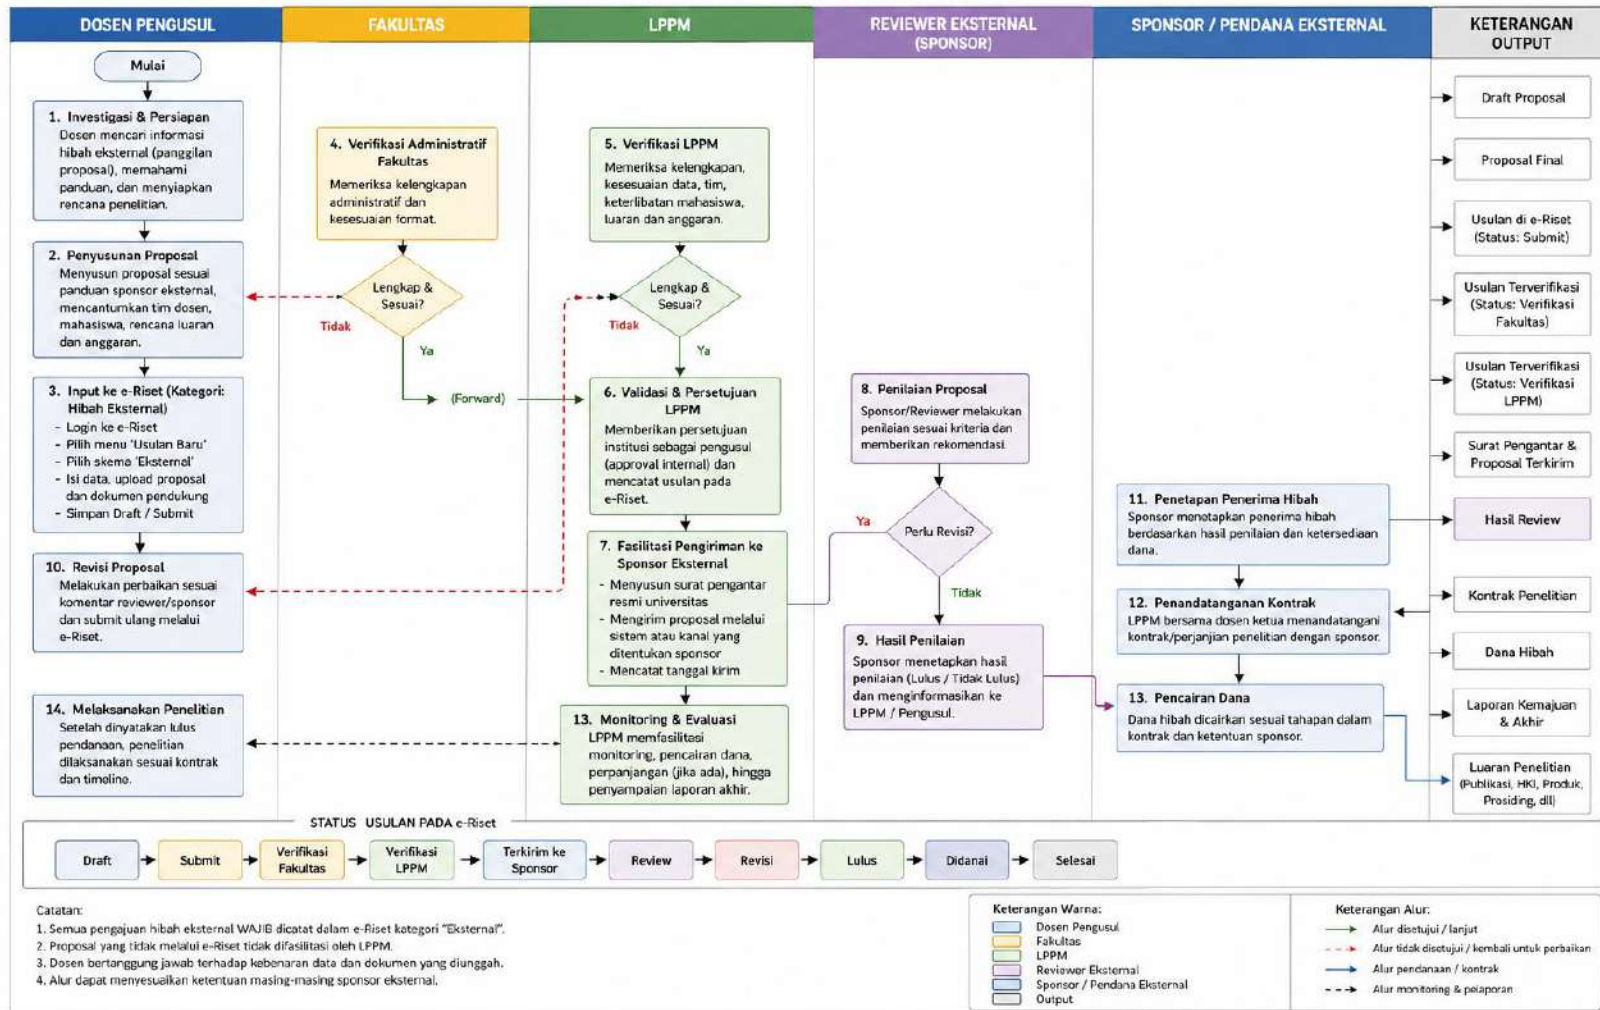 DOSEN PENGUSUL
FAKULTAS
LPPM
REVIEWER EKSTERNAL
(SPONSOR)
SPONSOR / PENDANA EKSTERNAL
KETERANGAN
OUTPUT
Mulai
1. Investigasi & Persiapan
Dosen mencari informasi
hibah eksternal (panggilan
proposal), memahami
panduan, dan menyiapkan
rencana penelitian.
2. Penyusunan Proposal
Menyusun proposal sesuai
panduan sponsor eksternal,
mencantumkan tim dosen,
mahasiswa, rencana luaran
dan anggaran.
3. Input ke e-Riset (Kategori:
Hibah Eksternal)
- Login ke e-Riset
- Pilih menu 'Usulan Baru'
- Pilih skema 'Eksternal'
- Isi data, upload proposal
dan dokumen pendukung
- Simpan Draft / Submit
10. Revisi Proposal
Melakukan perbaikan sesuai
komentar reviewer/sponsor
dan submit ulang melalui
e-Riset.
14. Melaksanakan Penelitian
Setelah dinyatakan lulus
pendanaan, penelitian
dilaksanakan sesuai kontrak
dan timeline.
4. Verifikasi Administratif
Fakultas
Memeriksa kelengkapan
administratif dan
kesesuaian format.
Lengkap &
Sesuai?
Tidak
Ya
(Forward)
5. Verifikasi LPPM
Memeriksa kelengkapan,
kesesuaian data, tim,
keterlibatan mahasiswa,
luaran dan anggaran.
Lengkap &
Sesuai?
Tidak
Ya
6. Validasi & Persetujuan
LPPM
Memberikan persetujuan
institusi sebagai pengusul
(approval internal) dan
mencatat usulan pada
e-Riset.
7. Fasilitasi Pengiriman ke
Sponsor Eksternal
- Menyusun surat pengantar
resmi universitas
- Mengirim proposal melalui
sistem atau kanal yang
ditentukan sponsor
- Mencatat tanggal kirim
13. Monitoring & Evaluasi
LPPM memfasilitasi
monitoring, pencairan dana,
perpanjangan (jika ada), hingga
penyampaian laporan akhir.
8. Penilaian Proposal
Sponsor/Reviewer melakukan
penilaian sesuai kriteria dan
memberikan rekomendasi.
Ya
Perlu Revisi?
Tidak
9. Hasil Penilaian
Sponsor menetapkan hasil
penilaian (Lulus / Tidak Lulus)
dan menginformasikan ke
LPPM / Pengusul.
11. Penetapan Penerima Hibah
Sponsor menetapkan penerima hibah
berdasarkan hasil penilaian dan ketersediaan
dana.
12. Penandatanganan Kontrak
LPPM bersama dosen ketua menandatangani
kontrak/perjanjian penelitian dengan sponsor.
13. Pencairan Dana
Dana hibah dicairkan sesuai tahapan dalam
kontrak dan ketentuan sponsor.
Draft Proposal
Proposal Final
Usulan di e-Riset
(Status: Submit)
Usulan Terverifikasi
(Status: Verifikasi
Fakultas)
Usulan Terverifikasi
(Status: Verifikasi
LPPM)
Surat Pengantar &
Proposal Terkirim
Hasil Review
Kontrak Penelitian
Dana Hibah
Laporan Kemajuan
& Akhir
Luaran Penelitian
(Publikasi, HKI, Produk,
Prosiding, dll)
STATUS USULAN PADA e-Riset
Draft
Submit
Verifikasi
Fakultas
Verifikasi
LPPM
Terkirim ke
Sponsor
Review
Revisi
Lulus
Didanai
Selesai
Catatan:
1. Semua pengajuan hibah eksternal WAJIB dicatat dalam e-Riset kategori "Eksternal".
2. Proposal yang tidak melalui e-Riset tidak difasilitasi oleh LPPM.
3. Dosen bertanggung jawab terhadap kebenaran data dan dokumen yang diunggah.
4. Alur dapat menyesuaikan ketentuan masing-masing sponsor eksternal.
Keterangan Warna:
Dosen Pengusul
Fakultas
LPPM
Reviewer Eksternal
Sponsor / Pendana Eksternal
Output
Keterangan Alur:
Alur disetujui / lanjut
Alur tidak disetujui / kembali untuk perbaikan
Alur pendanaan / kontrak
Alur monitoring & pelaporan